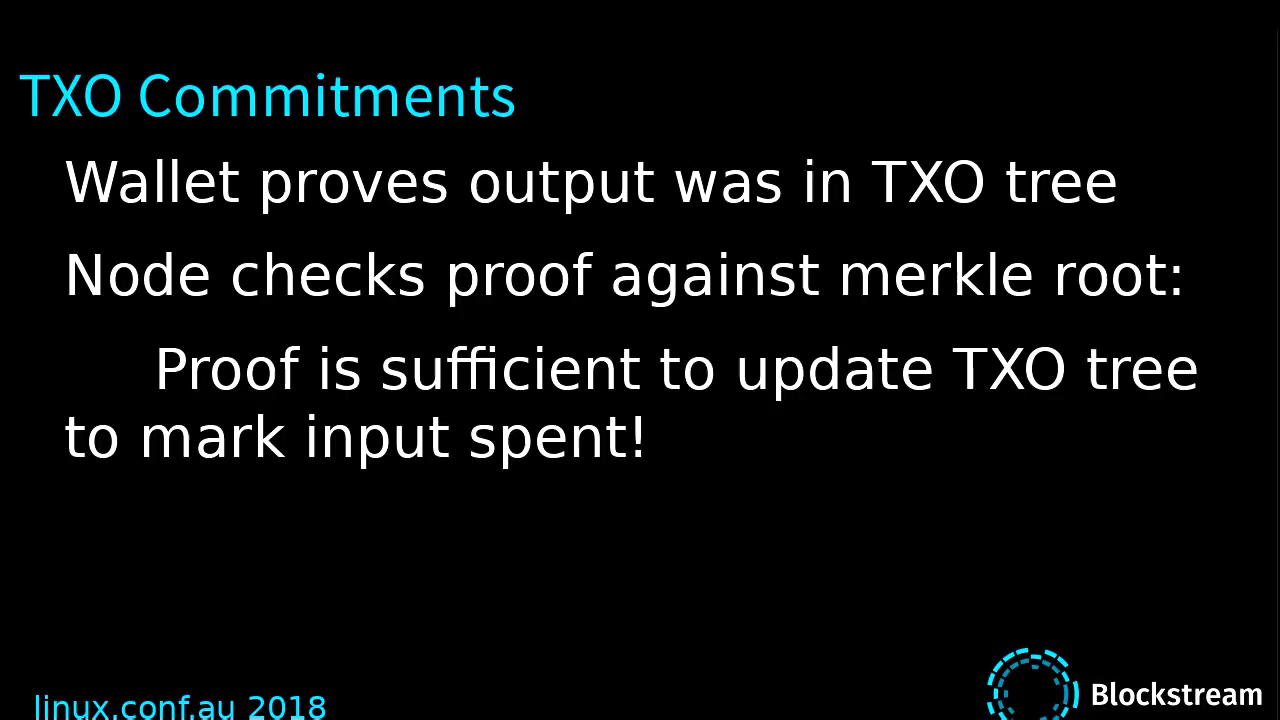 TXO Commitments
Wallet proves output was in TXO tree
Node checks proof against merkle root:
Proof is sufficient to update TXO tree
to mark input spent!
linux.conf.au 2018
Blockstream